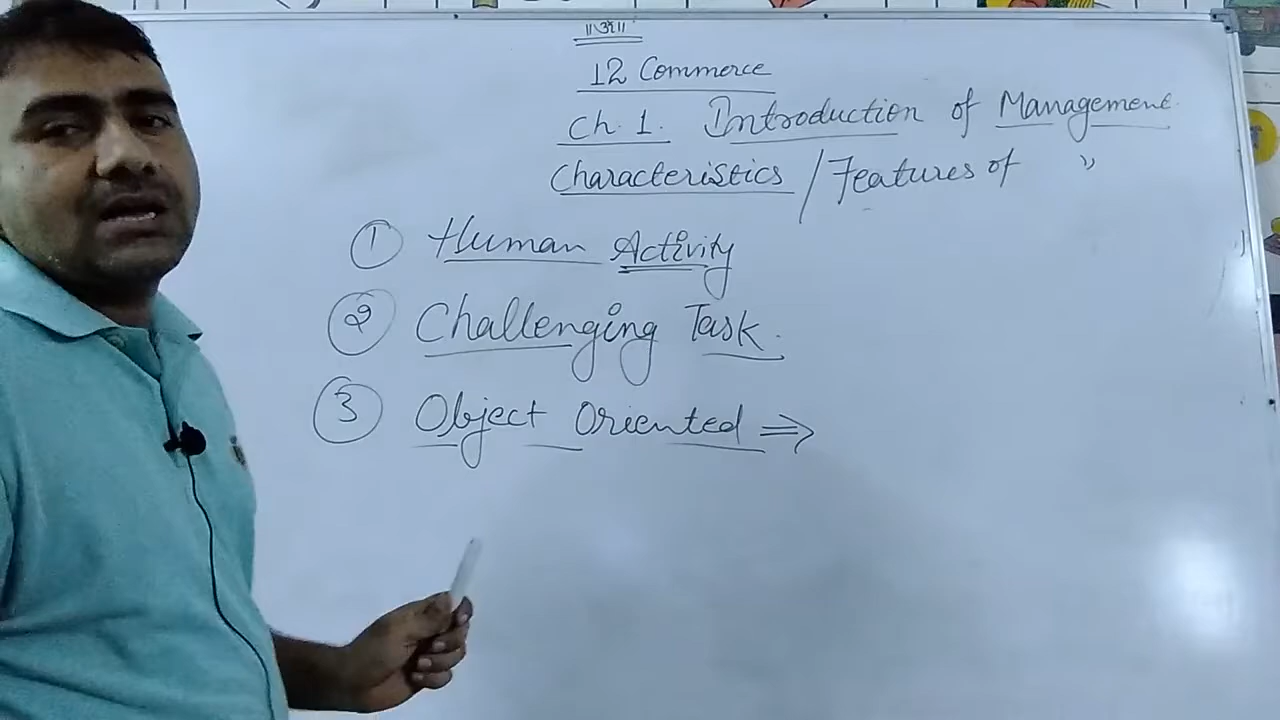 ॥ॐ॥
12 Commerce
Ch. 1. Introduction of Management.
Characteristics / Features of "
① Human Activity
② Challenging Task.
③ Object Oriented ⇒